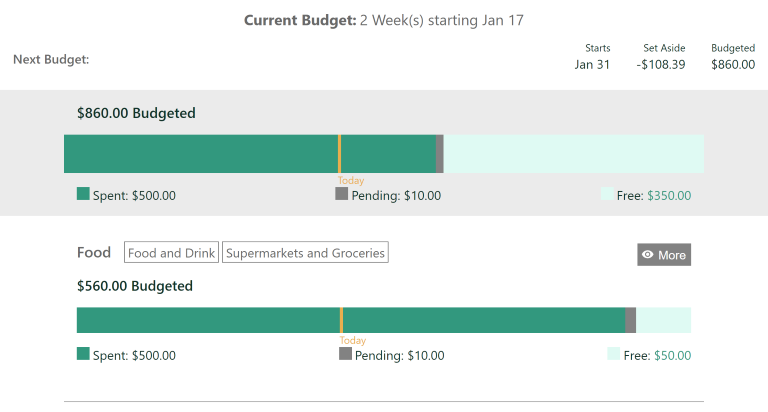 Current Budget: 2 Week(s) starting Jan 17
Next Budget:
Starts Set Aside Budgeted
Jan 31 -$108.39 $860.00
$860.00 Budgeted
Today
Spent: $500.00 Pending: $10.00 Free: $350.00
Food Food and Drink Supermarkets and Groceries More
$560.00 Budgeted
Today
Spent: $500.00 Pending: $10.00 Free: $50.00